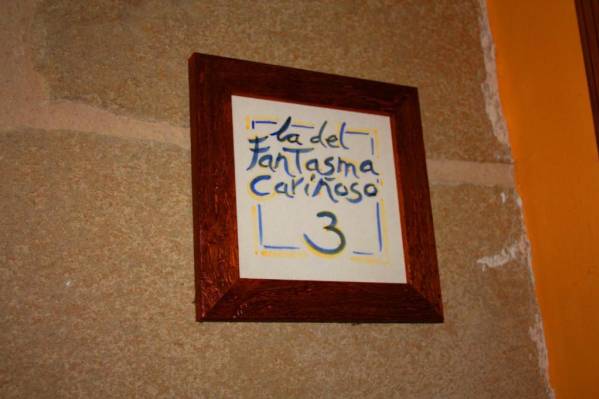 la del
FanTasma
Cariñoso
3